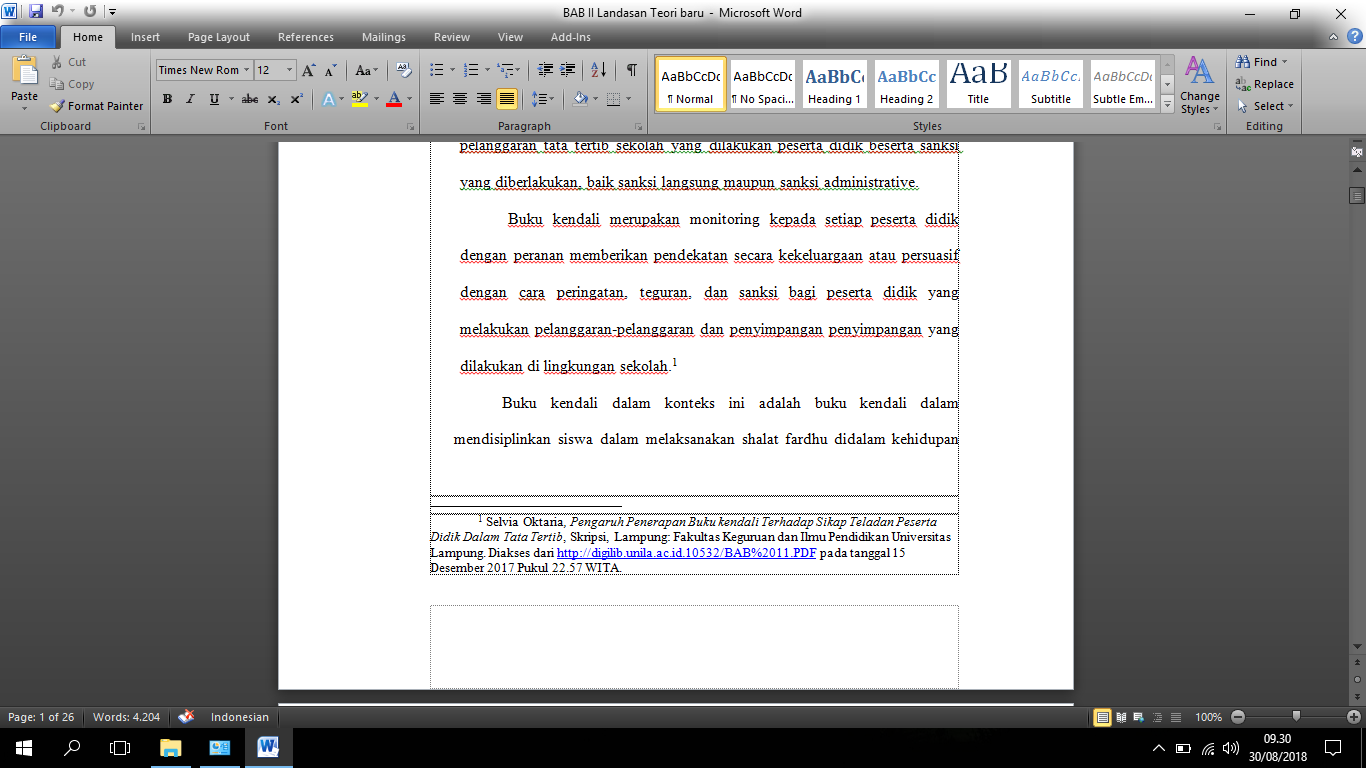 BAB II Landasan Teori baru - Microsoft Word
File Home Insert Page Layout References Mailings Review View Add-Ins
Paste Cut Copy Format Painter
Times New Rom 12 Aa
B I U abc x₂ x² A ab A
AaBbCcDc AaBbCcDc AaBbCc AaBbCc AaB AaBbCc. AaBbCcDc
¶ Normal ¶ No Spaci... Heading 1 Heading 2 Title Subtitle Subtle Em...
Change Styles
Find Replace Select
Clipboard Font Paragraph Styles Editing
pelanggaran tata tertib sekolah yang dilakukan peserta didik beserta sanksi
yang diberlakukan, baik sanksi langsung maupun sanksi administrative.
Buku kendali merupakan monitoring kepada setiap peserta didik
dengan peranan memberikan pendekatan secara kekeluargaan atau persuasif
dengan cara peringatan, teguran, dan sanksi bagi peserta didik yang
melakukan pelanggaran-pelanggaran dan penyimpangan penyimpangan yang
dilakukan di lingkungan sekolah.¹
Buku kendali dalam konteks ini adalah buku kendali dalam
mendisiplinkan siswa dalam melaksanakan shalat fardhu didalam kehidupan
¹ Selvia Oktaria, Pengaruh Penerapan Buku kendali Terhadap Sikap Teladan Peserta
Didik Dalam Tata Tertib, Skripsi, Lampung: Fakultas Keguruan dan Ilmu Pendidikan Universitas
Lampung. Diakses dari http://digilib.unila.ac.id.10532/BAB%2011.PDF pada tanggal 15
Desember 2017 Pukul 22.57 WITA.
Page: 1 of 26 Words: 4.204 Indonesian 100%
09.30
30/08/2018